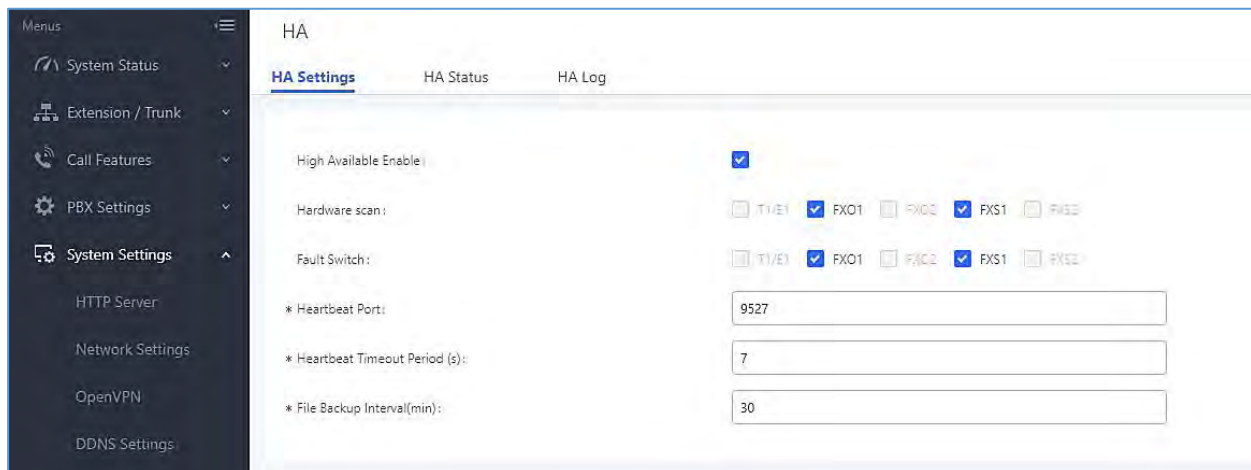 Menus
System Status
Extension / Trunk
Call Features
PBX Settings
System Settings
HTTP Server
Network Settings
OpenVPN
DDNS Settings
HA
HA Settings HA Status HA Log
High Available Enable:
Hardware scan: T1/E1 FXO1 FXO2 FXS1 FXS2
Fault Switch: T1/E1 FXO1 FXO2 FXS1 FXS2
* Heartbeat Port: 9527
* Heartbeat Timeout Period (s): 7
* File Backup Interval(min): 30